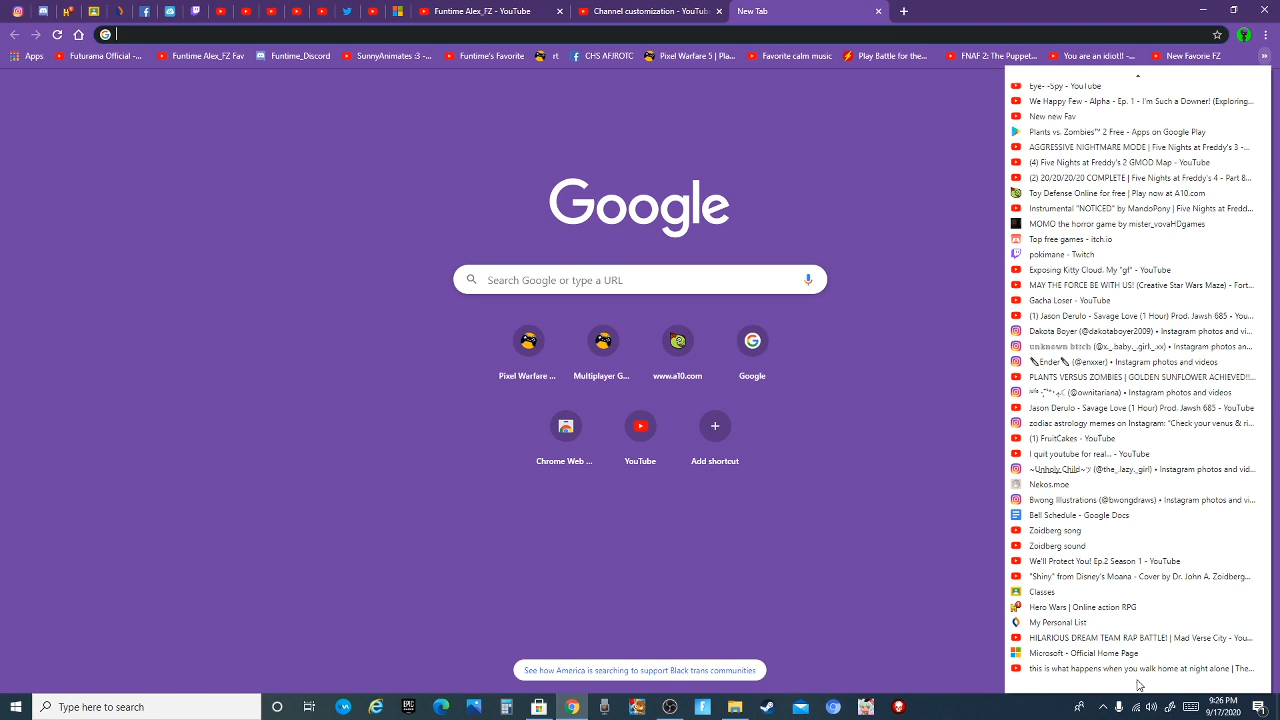 Funtime Alex_FZ - YouTube
Channel customization - YouTube
New Tab
Apps
Futurama Official -...
Funtime Alex_FZ Fav
Funtime_Discord
SunnyAnimates :3 -...
Funtime's Favorite
rt
CHS AFJROTC
Pixel Warfare 5 | Pla...
Favorite calm music
Play Battle for the...
FNAF 2: The Puppet...
You are an idiot!! -...
New Favorie FZ
»
Eye- -Spy - YouTube
We Happy Few - Alpha - Ep. 1 - I'm Such a Downer! (Exploring...
New new Fav
Plants vs. Zombies™ 2 Free - Apps on Google Play
AGGRESSIVE NIGHTMARE MODE | Five Nights at Freddy's 3 -...
(4) Five Nights at Freddy's 2 GMOD Map - YouTube
(2) 20/20/20/20 COMPLETE | Five Nights at Freddy's 4 - Part 8...
Toy Defense Online for free | Play now at A10.com
Instrumental "NOTICED" by MandoPony | Five Nights at Fredd...
MOMO the horror game by mister_vovaHDgames
Top free games - itch.io
pokimane - Twitch
Exposing Kitty Cloud. My "gf" - YouTube
MAY THE FORCE BE WITH US! (Creative Star Wars Maze) - Fort...
Gacha Loser - YouTube
(1) Jason Derulo - Savage Love (1 Hour) Prod. Jawsh 685 - You...
Dakota Boyer (@dakotaboyer2009) • Instagram photos and vi...
𝕦𝕟𝕜𝕟𝕠𝕨𝕟 𝕓𝕚𝕥𝕔𝕙 (@x._.baby._.girl._.xx) • Instagram photos an...
Ender (@enxxer) • Instagram photos and videos
PLANTS VERSUS ZOMBIES | GOLDEN SUNFLOWER ACHIEVED!!...
(@ownitariana) • Instagram photos and videos
Jason Derulo - Savage Love (1 Hour) Prod. Jawsh 685 - YouTube
zodiac astrology memes on Instagram: "Check your venus & ri...
(1) FruitCakes - YouTube
I quit youtube for real... - YouTube
~Unholy Child~ツ (@the_.lazy._girl) • Instagram photos and vid...
Nekos.moe
Bwong Illustrations (@bwongdraws) • Instagram photos and vi...
Bell Schedule - Google Docs
Zoidberg song
Zoidberg sound
We'll Protect You! Ep.2 Season 1 - YouTube
"Shiny" from Disney's Moana - Cover by Dr. John A. Zoidberg...
Classes
Hero Wars | Online action RPG
My Personal List
HILARIOUS DREAM TEAM RAP BATTLE! | Mad Verse City - You...
Microsoft - Official Home Page
this is what happens when you walk home at night alone | The...
Google
Search Google or type a URL
Pixel Warfare ...
Multiplayer G...
www.a10.com
Google
Chrome Web ...
YouTube
Add shortcut
See how America is searching to support Black trans communities
Type here to search
9:26 PM
9/17/2020